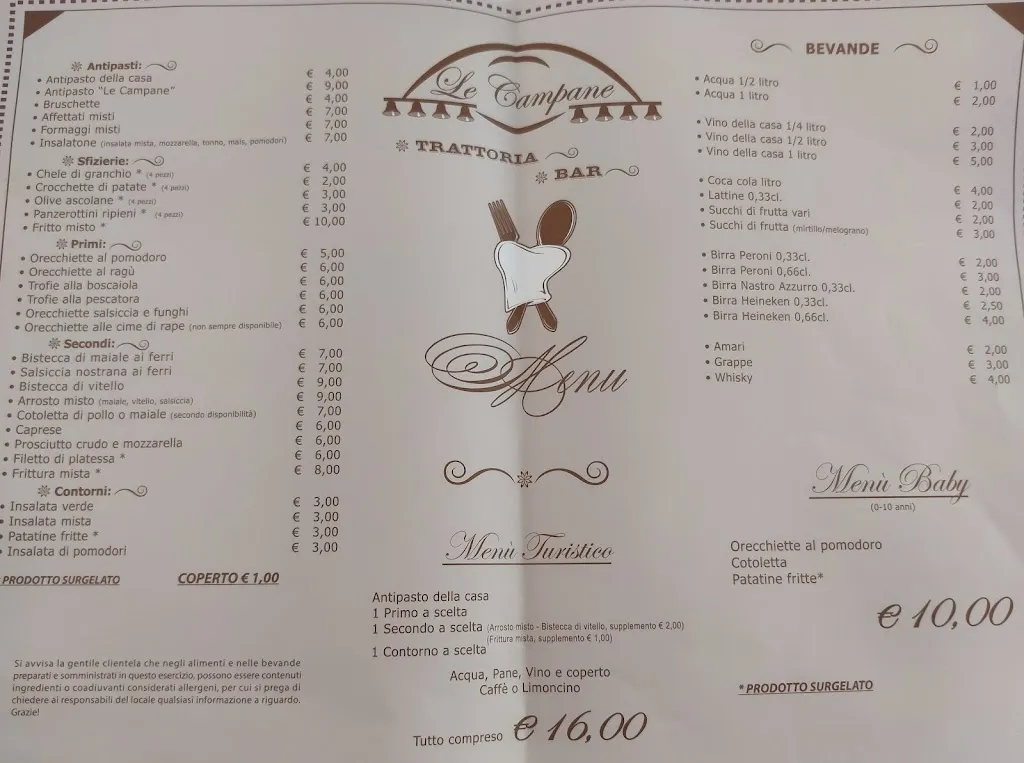 Antipasti:
• Antipasto della casa € 4,00
• Antipasto "Le Campane" € 9,00
• Bruschette € 4,00
• Affettati misti € 7,00
• Formaggi misti € 7,00
• Insalatone (insalata mista, mozzarella, tonno, mais, pomodori) € 7,00
Sfizierie:
• Chele di granchio * (4 pezzi) € 4,00
• Crocchette di patate * (4 pezzi) € 2,00
• Olive ascolane * (4 pezzi) € 3,00
• Panzerottini ripieni * (4 pezzi) € 3,00
• Fritto misto * € 10,00
Primi:
• Orecchiette al pomodoro € 5,00
• Orecchiette al ragù € 6,00
• Trofie alla boscaiola € 6,00
• Trofie alla pescatora € 6,00
• Orecchiette salsiccia e funghi € 6,00
• Orecchiette alle cime di rape (non sempre disponibile) € 6,00
Secondi:
• Bistecca di maiale ai ferri € 7,00
• Salsiccia nostrana ai ferri € 7,00
• Bistecca di vitello € 9,00
• Arrosto misto (maiale, vitello, salsiccia) € 9,00
• Cotoletta di pollo o maiale (secondo disponibilità) € 7,00
• Caprese € 6,00
• Prosciutto crudo e mozzarella € 6,00
• Filetto di platessa * € 6,00
• Frittura mista * € 8,00
Contorni:
• Insalata verde € 3,00
• Insalata mista € 3,00
• Patatine fritte * € 3,00
• Insalata di pomodori € 3,00
PRODOTTO SURGELATO COPERTO € 1,00
Si avvisa la gentile clientela che negli alimenti e nelle bevande
preparati e somministrati in questo esercizio, possono essere contenuti
ingredienti o coadiuvanti considerati allergeni, per cui si prega di
chiedere ai responsabili del locale qualsiasi informazione a riguardo.
Grazie!
Le Campane
TRATTORIA
BAR
Menu
Menù Turistico
Antipasto della casa
1 Primo a scelta
1 Secondo a scelta (Arrosto misto - Bistecca di vitello, supplemento € 2,00)
(Frittura mista, supplemento € 1,00)
1 Contorno a scelta
Acqua, Pane, Vino e coperto
Caffè o Limoncino
Tutto compreso € 16,00
BEVANDE
• Acqua 1/2 litro € 1,00
• Acqua 1 litro € 2,00
• Vino della casa 1/4 litro € 2,00
• Vino della casa 1/2 litro € 3,00
• Vino della casa 1 litro € 5,00
• Coca cola litro € 4,00
• Lattine 0,33cl. € 2,00
• Succhi di frutta vari € 2,00
• Succhi di frutta (mirtillo/melograno) € 3,00
• Birra Peroni 0,33cl. € 2,00
• Birra Peroni 0,66cl. € 3,00
• Birra Nastro Azzurro 0,33cl. € 2,00
• Birra Heineken 0,33cl. € 2,50
• Birra Heineken 0,66cl. € 4,00
• Amari € 2,00
• Grappe € 3,00
• Whisky € 4,00
Menù Baby
(0-10 anni)
Orecchiette al pomodoro
Cotoletta
Patatine fritte*
€ 10,00
* PRODOTTO SURGELATO